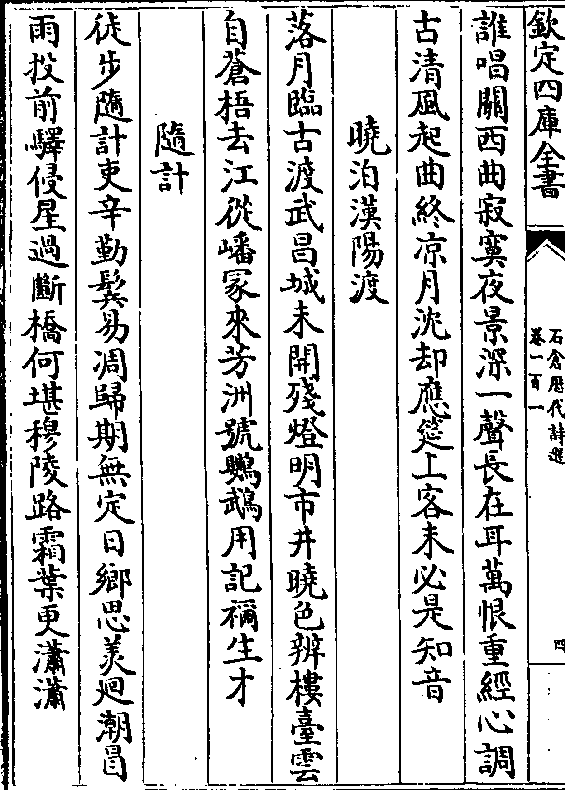 欽定四庫全書
石倉歷代詩選
卷一百一
四
誰唱關西曲寂寞夜景深一聲長在耳萬恨重經心調
古清風起曲終凉月沈却應筵上客未必是知音
曉泊漢陽渡
落月臨古渡武昌城未開殘燈明市井曉色辨樓臺雲
自蒼梧去江從嶓冢來芳洲號鸚鵡用記禰生才
隨計
徒步隨計吏辛勤鬢易凋歸期無定日鄉思羨迴潮冒
雨投前驛侵星過斷橋何堪穆陵路霜葉更瀟瀟